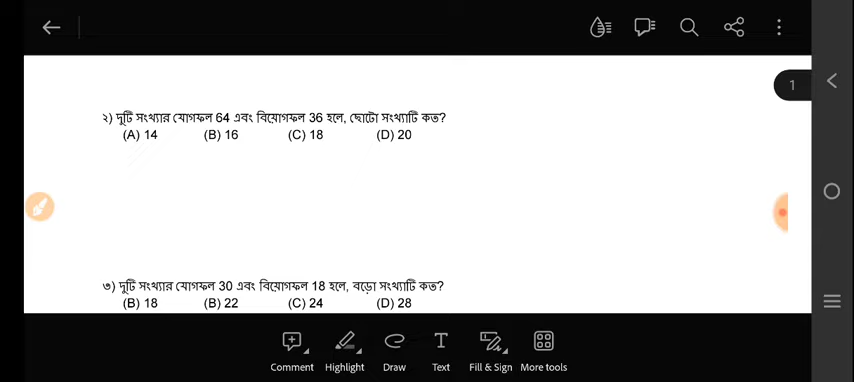 1
২) দুটি সংখ্যার যোগফল 64 এবং বিয়োগফল 36 হলে, ছোটো সংখ্যাটি কত?
(A) 14 (B) 16 (C) 18 (D) 20
৩) দুটি সংখ্যার যোগফল 30 এবং বিয়োগফল 18 হলে, বড়ো সংখ্যাটি কত?
(B) 18 (B) 22 (C) 24 (D) 28
Comment Highlight Draw Text Fill & Sign More tools